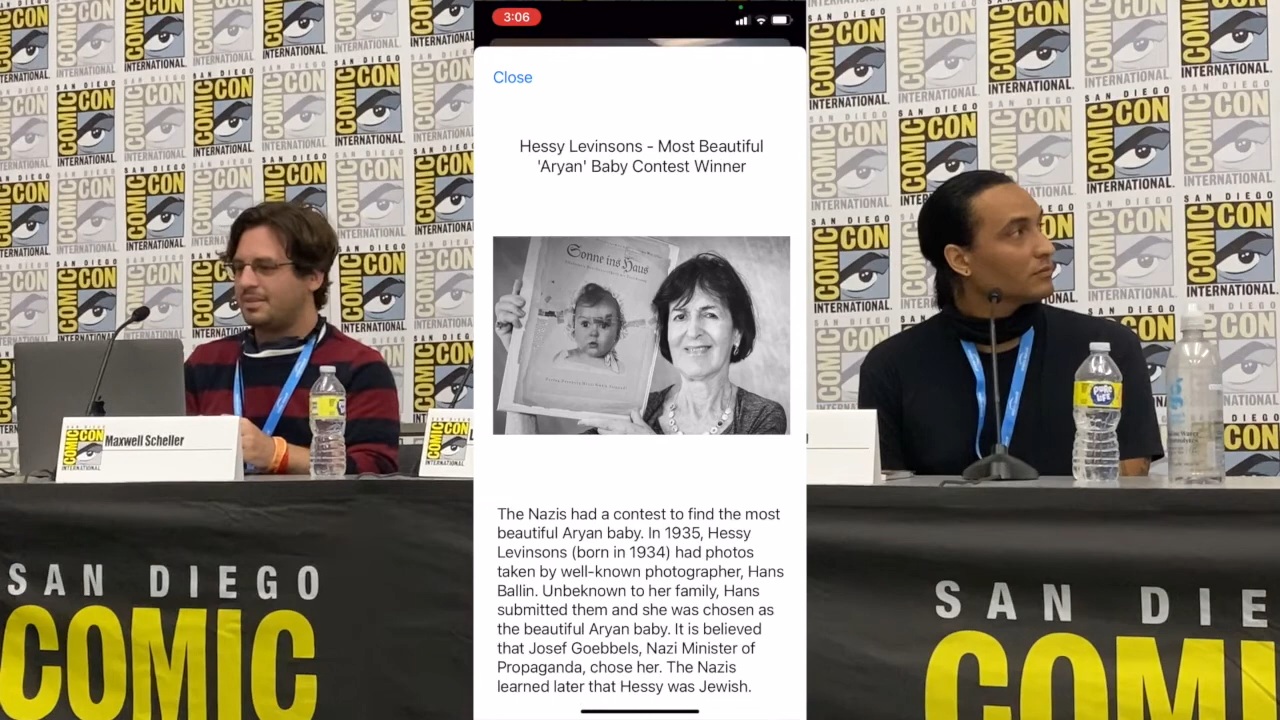 3:06
Close
Hessy Levinsons - Most Beautiful
'Aryan' Baby Contest Winner
Sonne ins Haus
The Nazis had a contest to find the most
beautiful Aryan baby. In 1935, Hessy
Levinsons (born in 1934) had photos
taken by well-known photographer, Hans
Ballin. Unbeknown to her family, Hans
submitted them and she was chosen as
the beautiful Aryan baby. It is believed
that Josef Goebbels, Nazi Minister of
Propaganda, chose her. The Nazis
learned later that Hessy was Jewish.
SAN DIEGO
COMIC CON
INTERNATIONAL
Maxwell Scheller
SAN DIEGO
COMIC
pure
life
SAN DIE
COMI